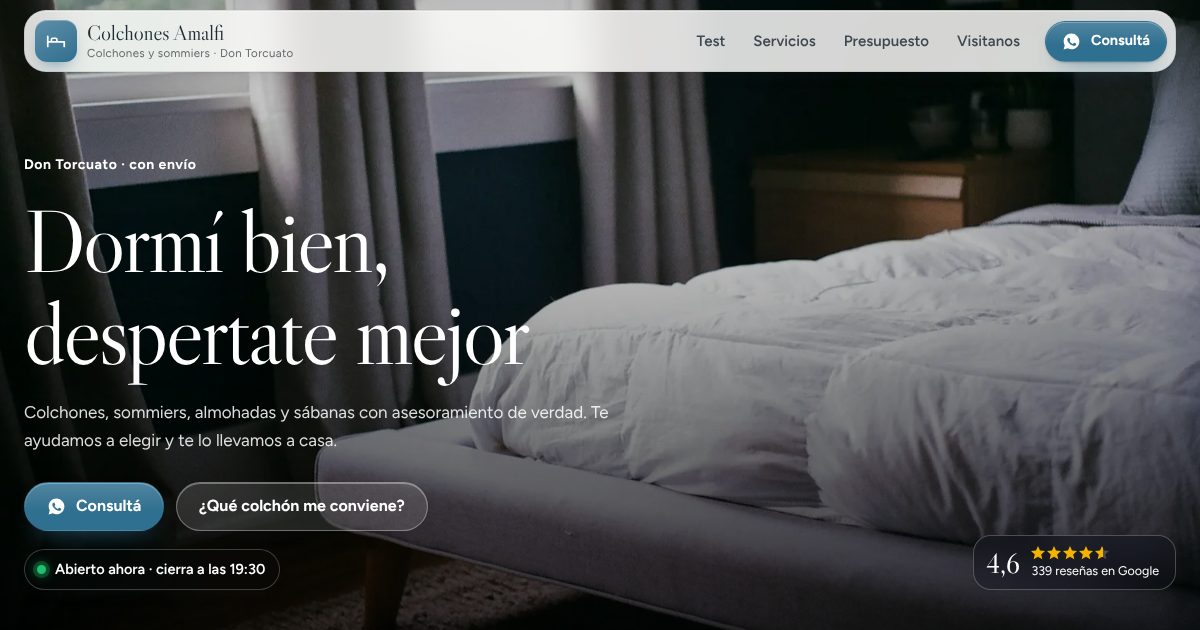 Colchones Amalfi
Colchones y sommiers · Don Torcuato
Test
Servicios
Presupuesto
Visitanos
Consultá
Don Torcuato · con envío
Dormí bien,
despertate mejor
Colchones, sommiers, almohadas y sábanas con asesoramiento de verdad. Te
ayudamos a elegir y te lo llevamos a casa.
Consultá
¿Qué colchón me conviene?
Abierto ahora · cierra a las 19:30
4,6
339 reseñas en Google